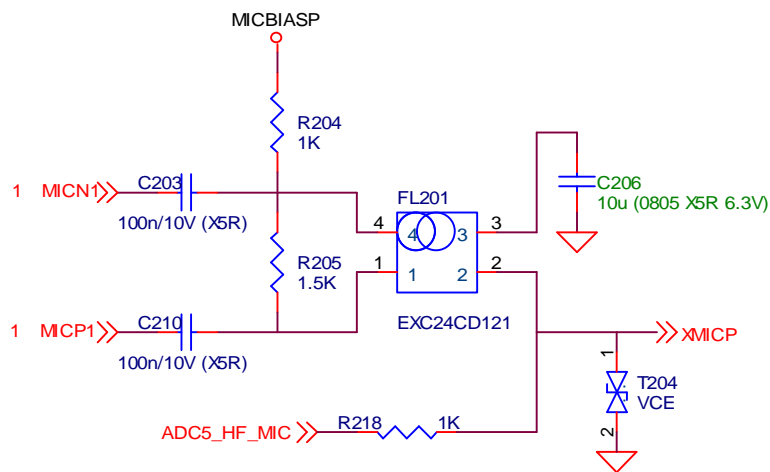 MICBIASP
R204
1K
1 MICN1
C203
100n/10V (X5R)
FL201
C206
10u (0805 X5R 6.3V)
4 4 3 3
R205
1.5K
1 1 2 2
1 MICP1
C210
100n/10V (X5R)
EXC24CD121
XMICP
1
T204
VCE
2
ADC5_HF_MIC
R218 1K